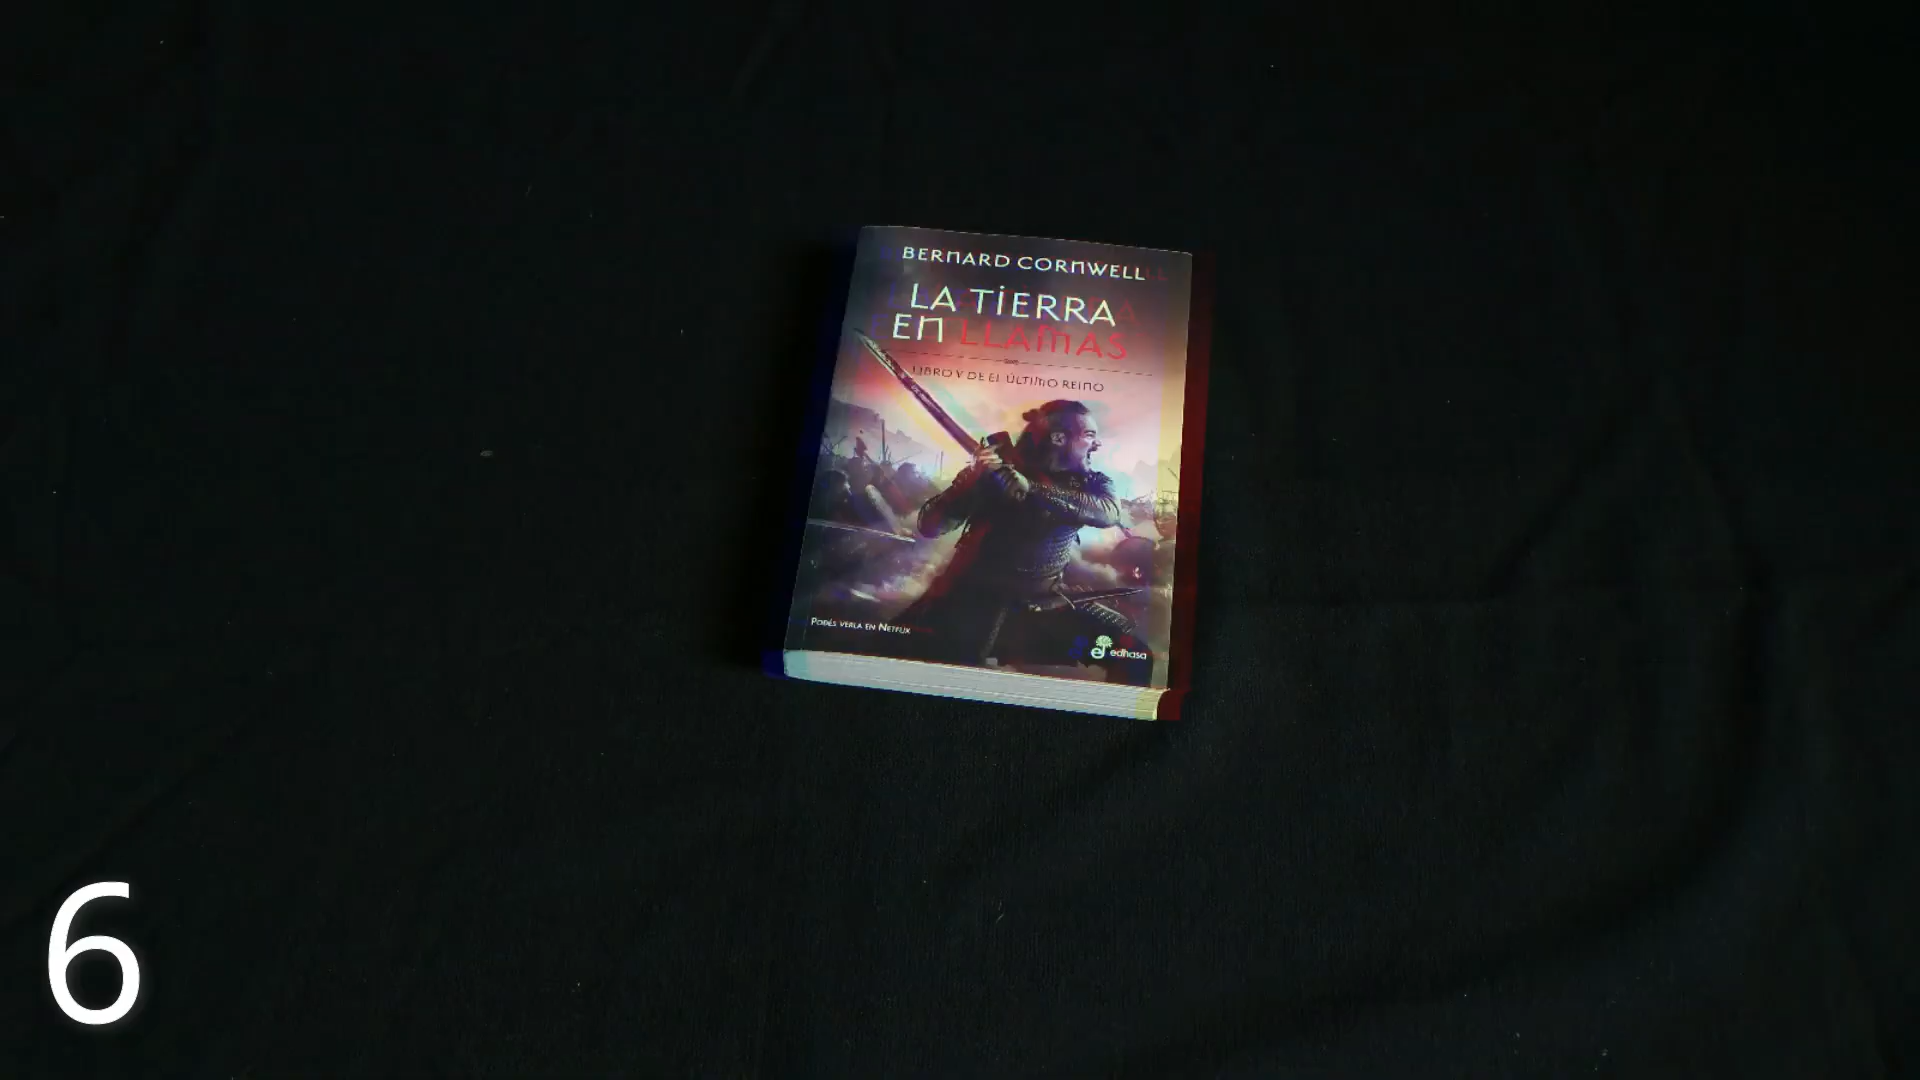 BERNARD CORNWELL
LA TIERRA
EN LLAMAS
LIBRO V DE EL ÚLTIMO REINO
PODÉS VERLA EN NETFLIX
edhasa
6